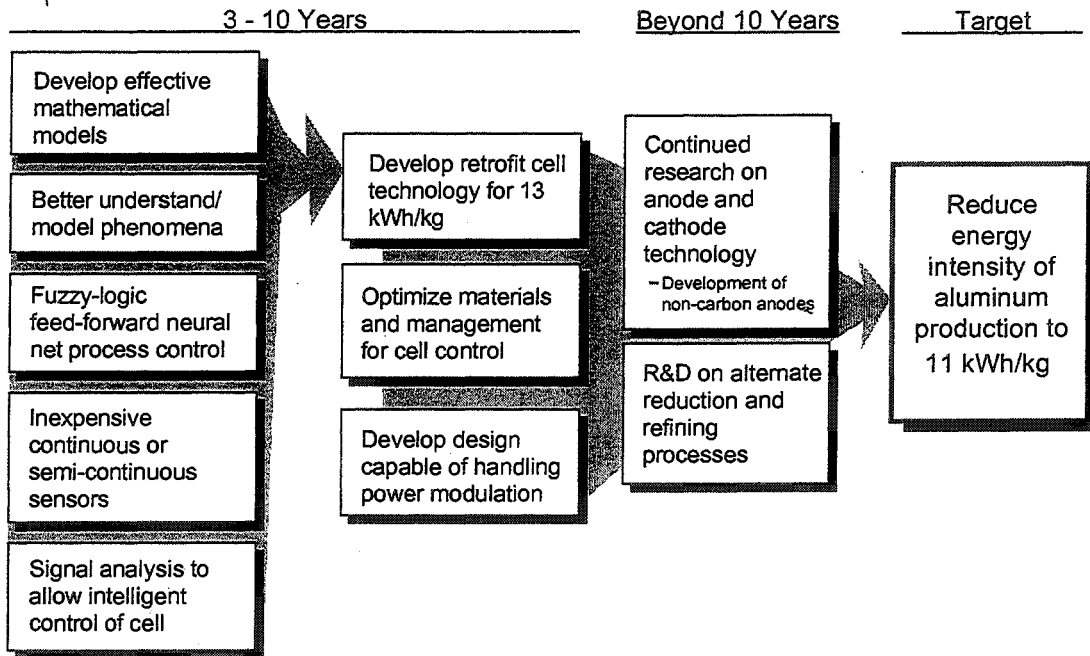 3 - 10 Years
Beyond 10 Years
Target
Develop effective
mathematical
models
Better understand/
model phenomena
Fuzzy-logic
feed-forward neural
net process control
Inexpensive
continuous or
semi-continuous
sensors
Signal analysis to
allow intelligent
control of cell
Develop retrofit cell
technology for 13
kWh/kg
Optimize materials
and management
for cell control
Develop design
capable of handling
power modulation
Continued
research on
anode and
cathode
technology
– Development of
non-carbon anodes
R&D on alternate
reduction and
refining
processes
Reduce
energy
intensity of
aluminum
production to
11 kWh/kg